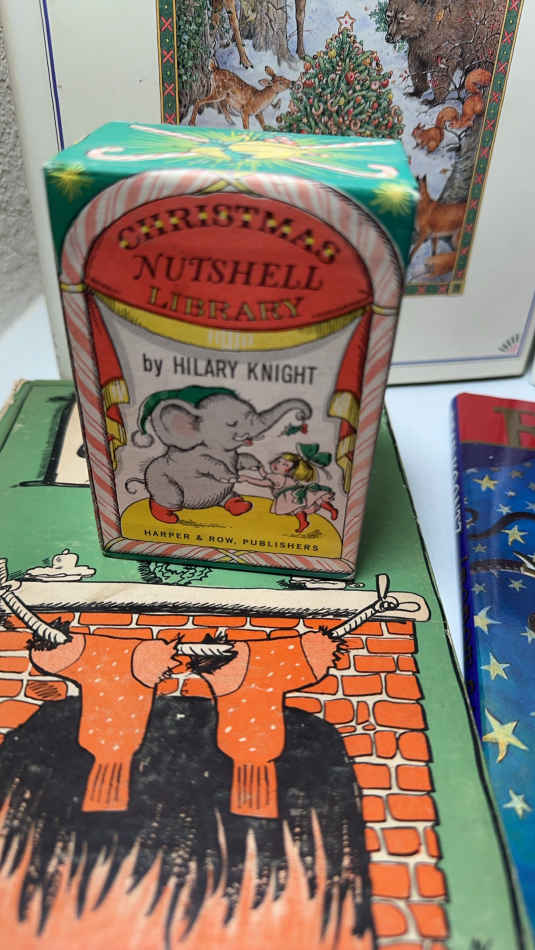 CHRISTMAS
NUTSHELL
LIBRARY
by HILARY KNIGHT
HARPER & ROW, PUBLISHERS